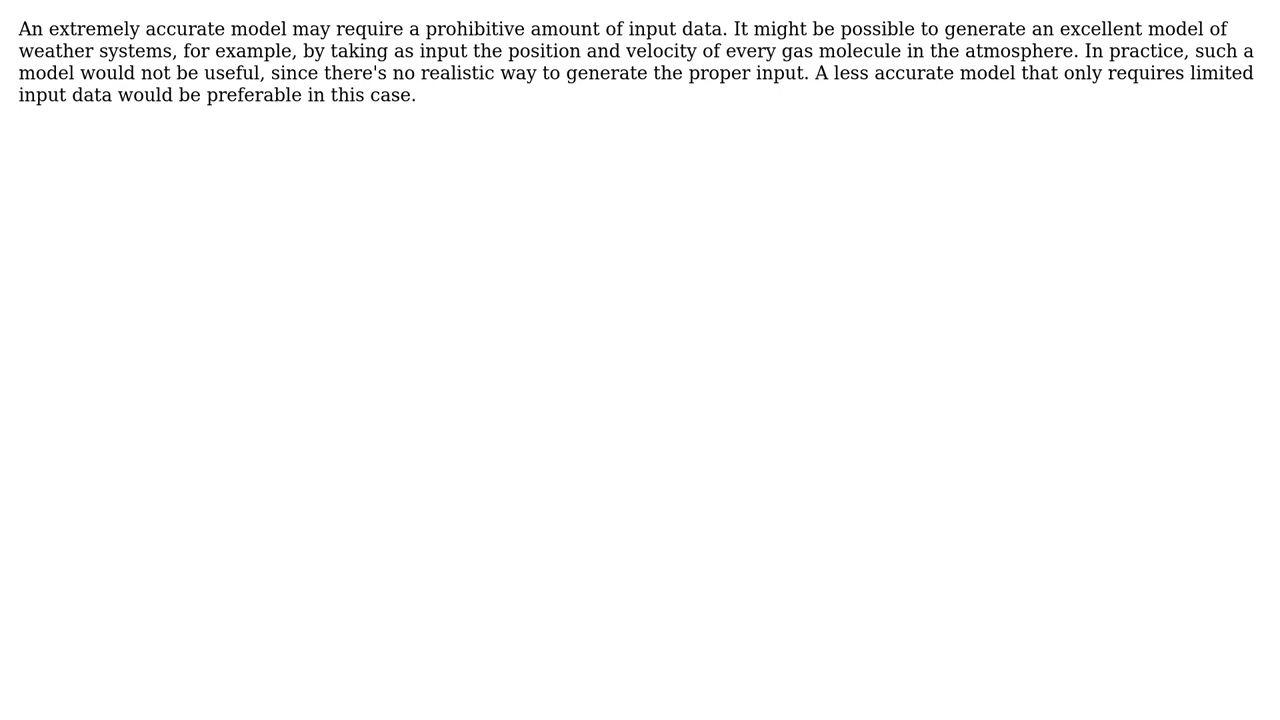 An extremely accurate model may require a prohibitive amount of input data. It might be possible to generate an excellent model of
weather systems, for example, by taking as input the position and velocity of every gas molecule in the atmosphere. In practice, such a
model would not be useful, since there's no realistic way to generate the proper input. A less accurate model that only requires limited
input data would be preferable in this case.